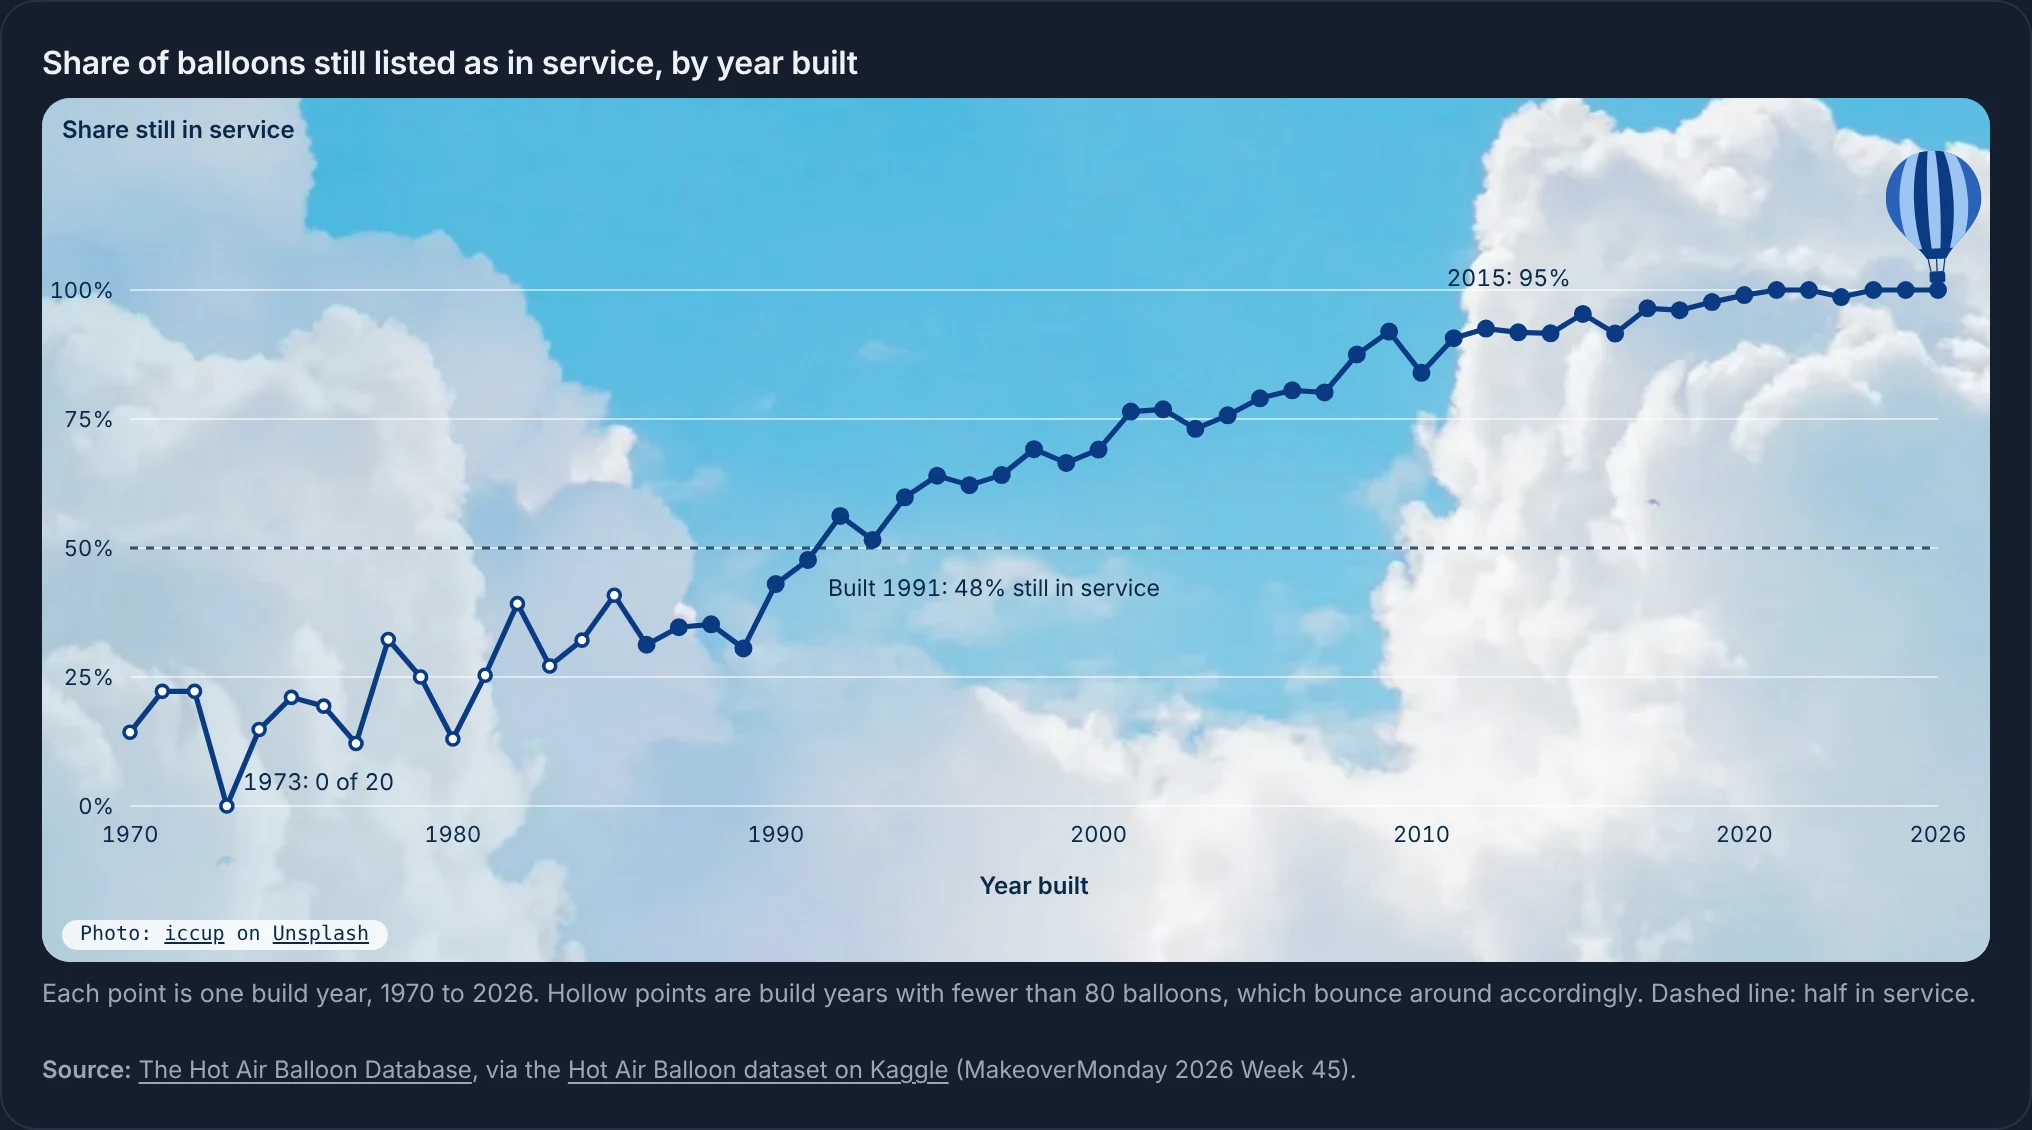 Share of balloons still listed as in service, by year built
Share still in service
2015: 95%
100%
75%
50%
Built 1991: 48% still in service
25%
1973: 0 of 20
0%
1970 1980 1990 2000 2010 2020 2026
Year built
Photo: iccup on Unsplash
Each point is one build year, 1970 to 2026. Hollow points are build years with fewer than 80 balloons, which bounce around accordingly. Dashed line: half in service.
Source: The Hot Air Balloon Database, via the Hot Air Balloon dataset on Kaggle (MakeoverMonday 2026 Week 45).